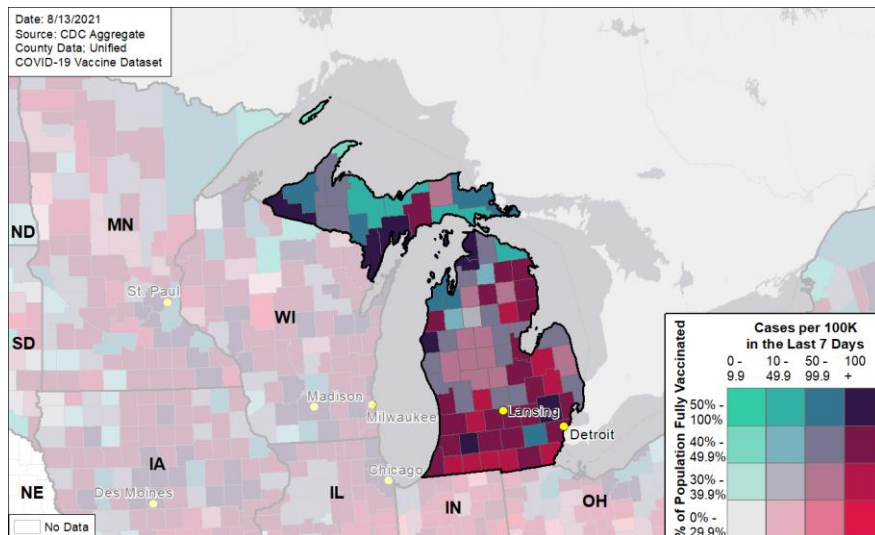 Date: 8/13/2021
Source: CDC Aggregate
County Data; Unified
COVID-19 Vaccine Dataset
ND
MN
St. Paul
SD
WI
Madison
Milwaukee
Lansing
Detroit
IA
Des Moines
Chicago
NE
IL
IN
OH
No Data
Cases per 100K
in the Last 7 Days
0 -
9.9
10 -
49.9
50 -
99.9
100
+
% of Population Fully Vaccinated
50% -
100%
40% -
49.9%
30% -
39.9%
0% -
29.9%